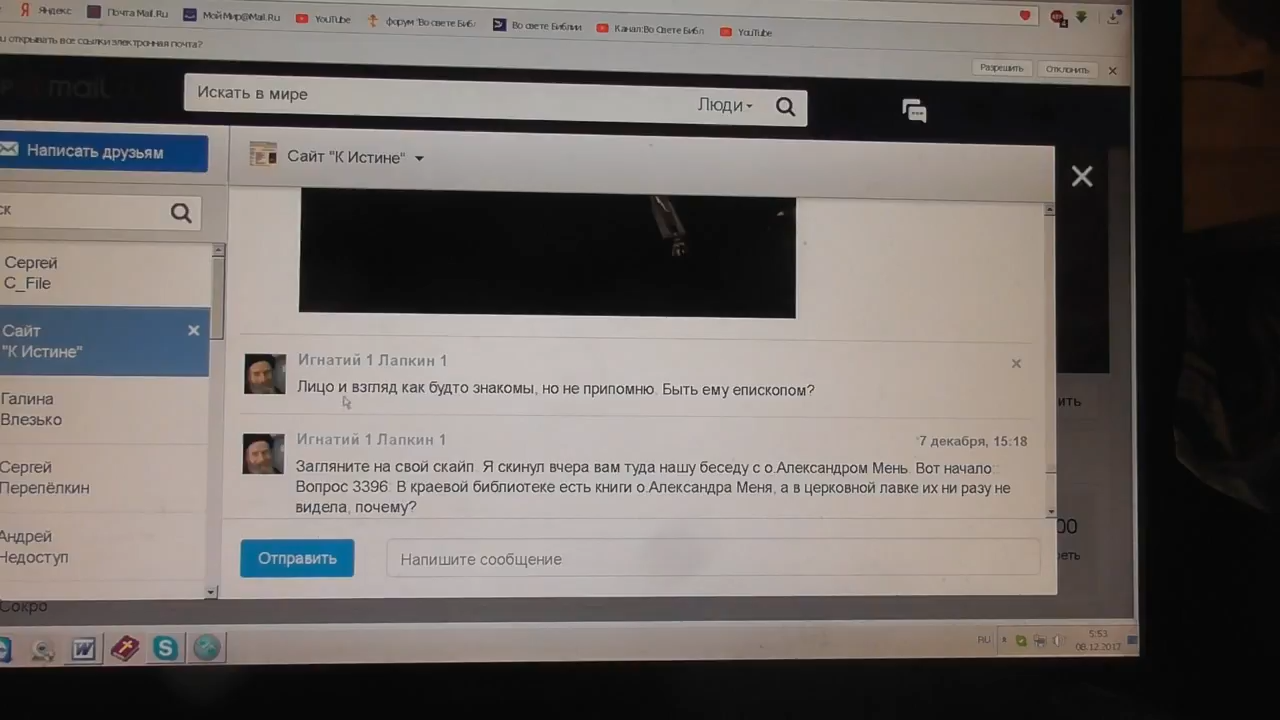 Яндекс
Почта Mail.Ru
МойМир@Mail.Ru
YouTube
форум "Во свете Библ
Во свете Библии
Канал:Во Свете Библ
YouTube
и открывать все ссылки электронная почта?
Разрешить
Отклонить
mail
Искать в мире
Люди
Написать друзьям
Сайт "К Истине"
ск
Сергей
C_File
Сайт
"К Истине"
Галина
Влезько
Сергей
Перепёлкин
Андрей
Недоступ
Сокро
Игнатий 1 Лапкин 1
Лицо и взгляд как будто знакомы, но не припомню. Быть ему епископом?
Игнатий 1 Лапкин 1
7 декабря, 15:18
Загляните на свой скайп. Я скинул вчера вам туда нашу беседу с о.Александром Мень. Вот начало::
Вопрос 3396. В краевой библиотеке есть книги о.Александра Меня, а в церковной лавке их ни разу не
видела, почему?
Отправить
Напишите сообщение
ить
00
еть
RU
5:53
08.12.2017